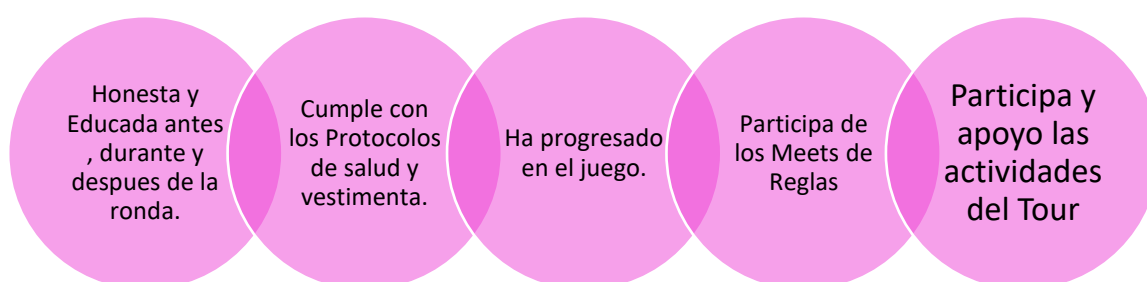 Honesta y
Educada antes
, durante y
despues de la
ronda.
Cumple con
los Protocolos
de salud y
vestimenta.
Ha progresado
en el juego.
Participa de
los Meets de
Reglas
Participa y
apoyo las
actividades
del Tour